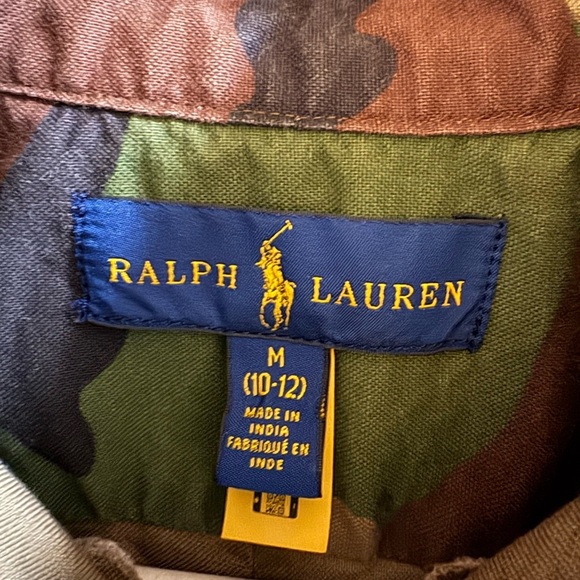 RALPH LAUREN
M
(10-12)
MADE IN
INDIA
FABRIQUÉ EN
INDE